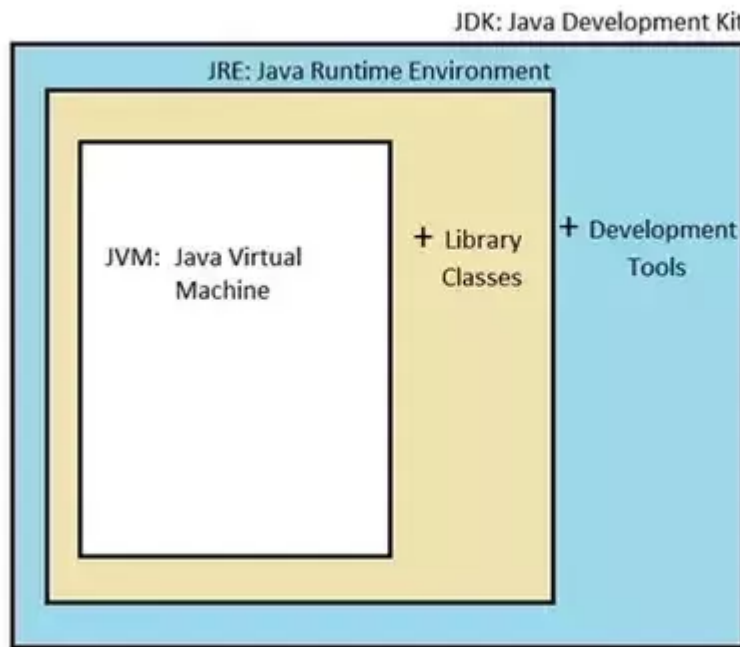 JDK: Java Development Kit
JRE: Java Runtime Environment
JVM: Java Virtual
Machine
+ Library
Classes
+ Development
Tools